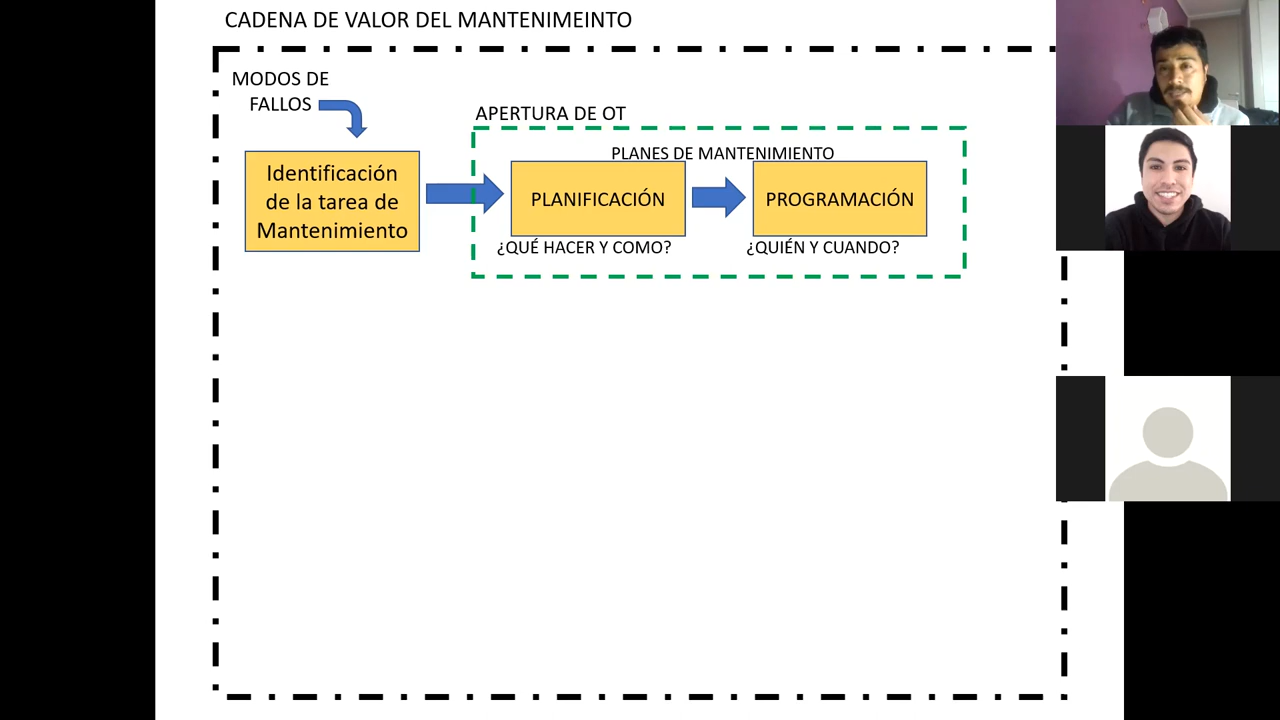 CADENA DE VALOR DEL MANTENIMEINTO
MODOS DE
FALLOS
Identificación
de la tarea de
Mantenimiento
APERTURA DE OT
PLANES DE MANTENIMIENTO
PLANIFICACIÓN
PROGRAMACIÓN
¿QUÉ HACER Y COMO?
¿QUIÉN Y CUANDO?